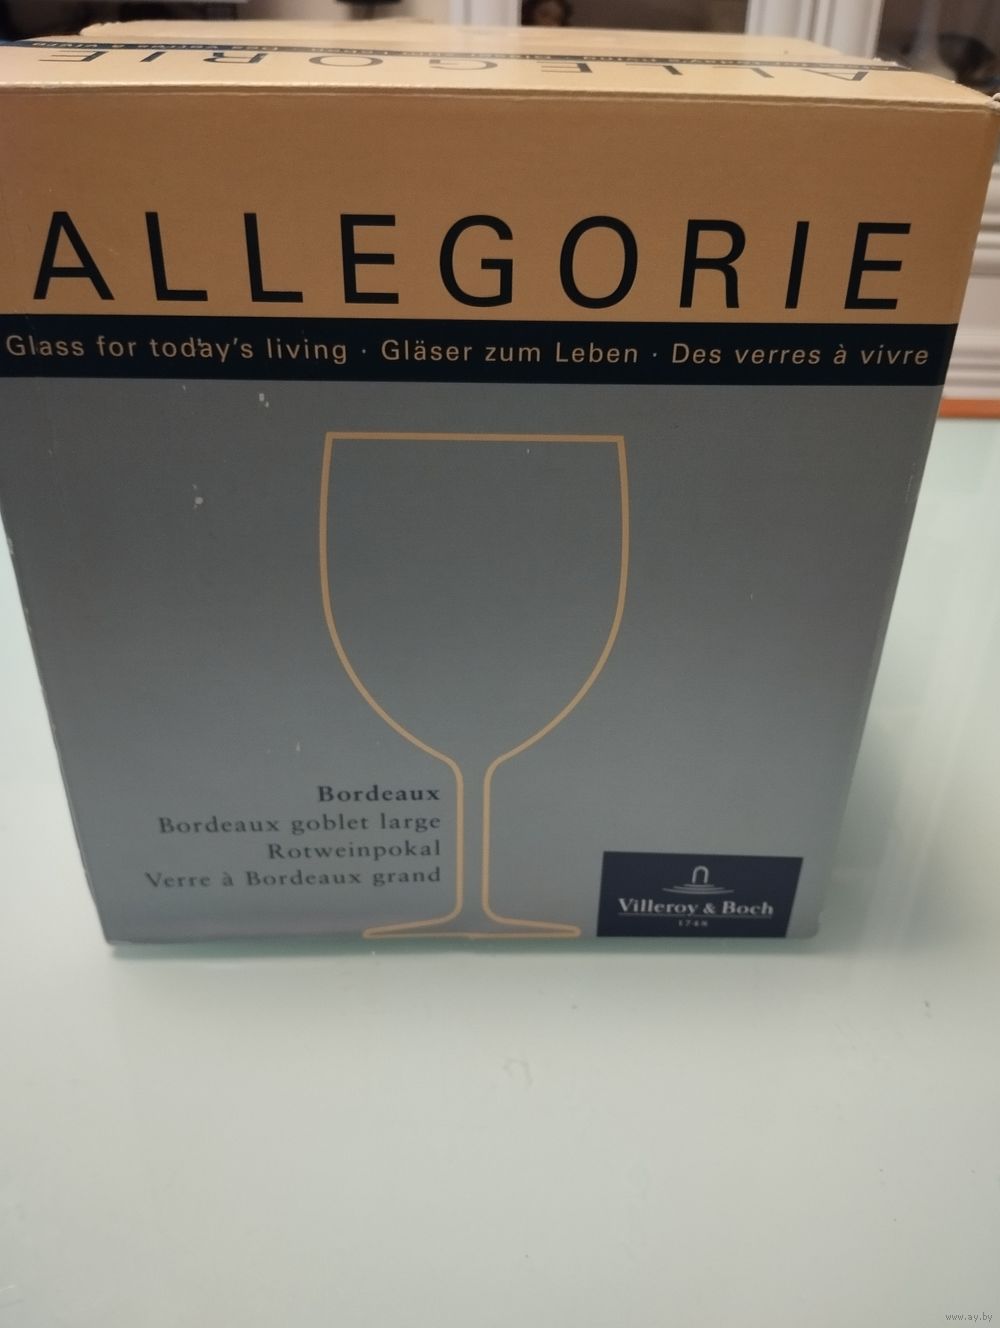 ALLEGORIE
ALLEGORIE
Glass for today's living · Gläser zum Leben · Des verres à vivre
Bordeaux
Bordeaux goblet large
Rotweinpokal
Verre à Bordeaux grand
Villeroy & Boch
1748
www.ay.by